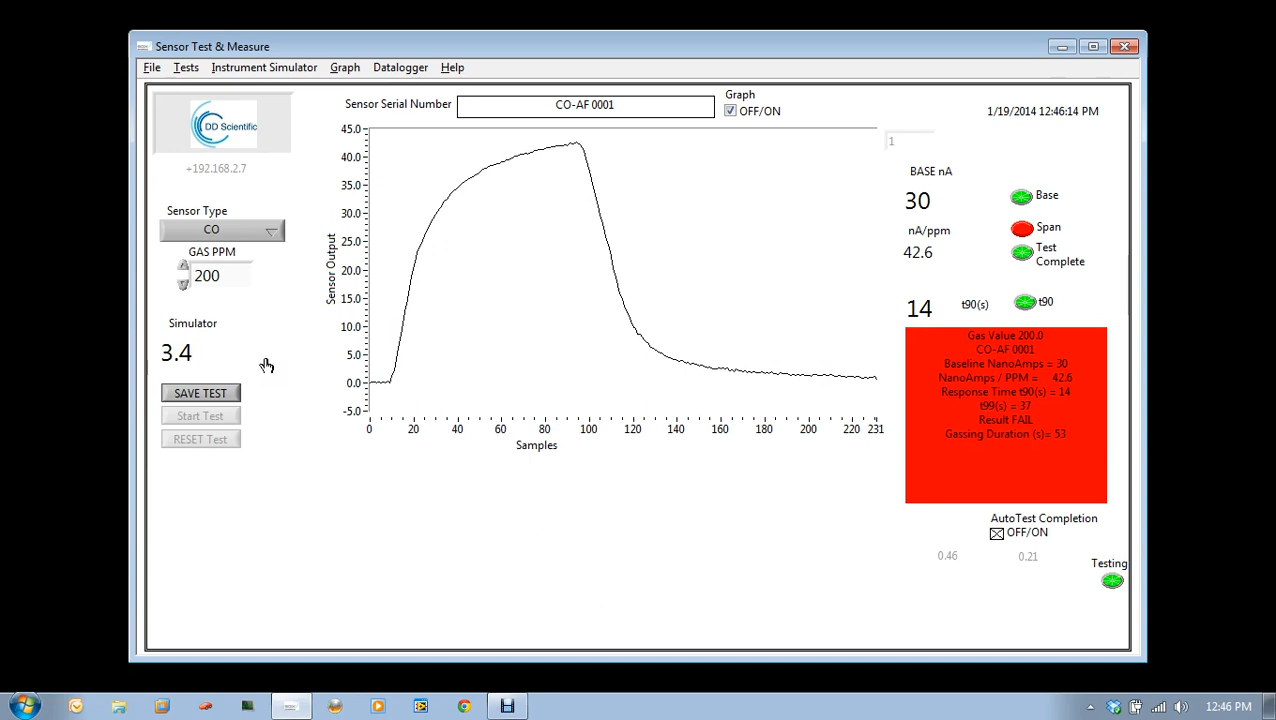 Sensor Test & Measure
File Tests Instrument Simulator Graph Datalogger Help
DD Scientific
+192.168.2.7
Sensor Type
CO
GAS PPM
200
Simulator
3.4
SAVE TEST
Start Test
RESET Test
Sensor Serial Number CO-AF 0001
Graph
OFF/ON
1/19/2014 12:46:14 PM
Sensor Output
45.0
40.0
35.0
30.0
25.0
20.0
15.0
10.0
5.0
0.0
-5.0
0 20 40 60 80 100 120 140 160 180 200 220 231
Samples
1
BASE nA
30
Base
nA/ppm
42.6
Span
Test
Complete
14 t90(s) t90
Gas Value 200.0
CO-AF 0001
Baseline NanoAmps = 30
NanoAmps / PPM = 42.6
Response Time t90(s) = 14
t99(s) = 37
Result FAIL
Gassing Duration (s)= 53
AutoTest Completion
OFF/ON
0.46 0.21
Testing
12:46 PM